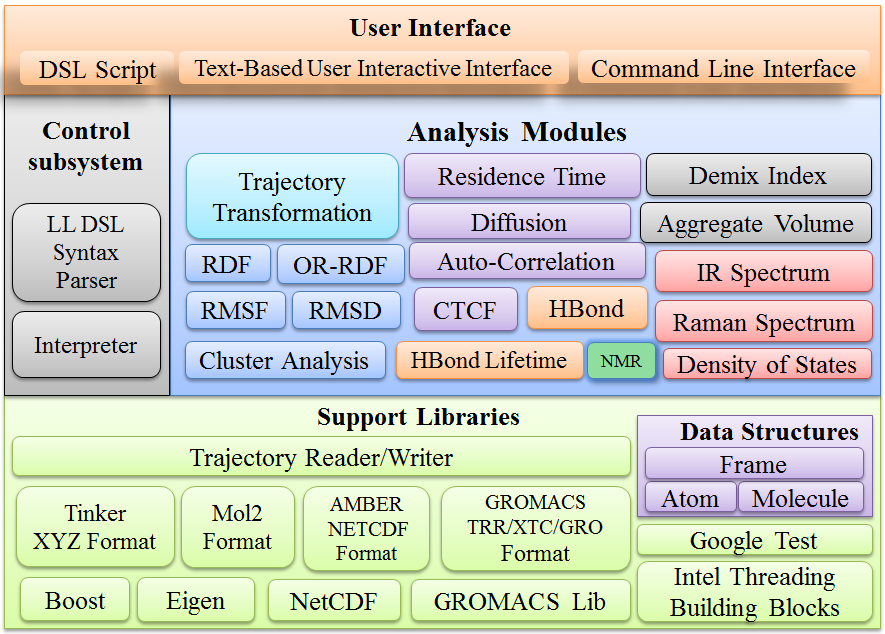 User Interface
DSL Script
Text-Based User Interactive Interface
Command Line Interface
Control
subsystem
LL DSL
Syntax
Parser
Interpreter
Analysis Modules
Trajectory
Transformation
Residence Time
Demix Index
Diffusion
Aggregate Volume
RDF
OR-RDF
Auto-Correlation
IR Spectrum
RMSF
RMSD
CTCF
HBond
Raman Spectrum
Cluster Analysis
HBond Lifetime
NMR
Density of States
Support Libraries
Trajectory Reader/Writer
Tinker
XYZ Format
Mol2
Format
AMBER
NETCDF
Format
GROMACS
TRR/XTC/GRO
Format
Boost
Eigen
NetCDF
GROMACS Lib
Data Structures
Frame
Atom
Molecule
Google Test
Intel Threading
Building Blocks